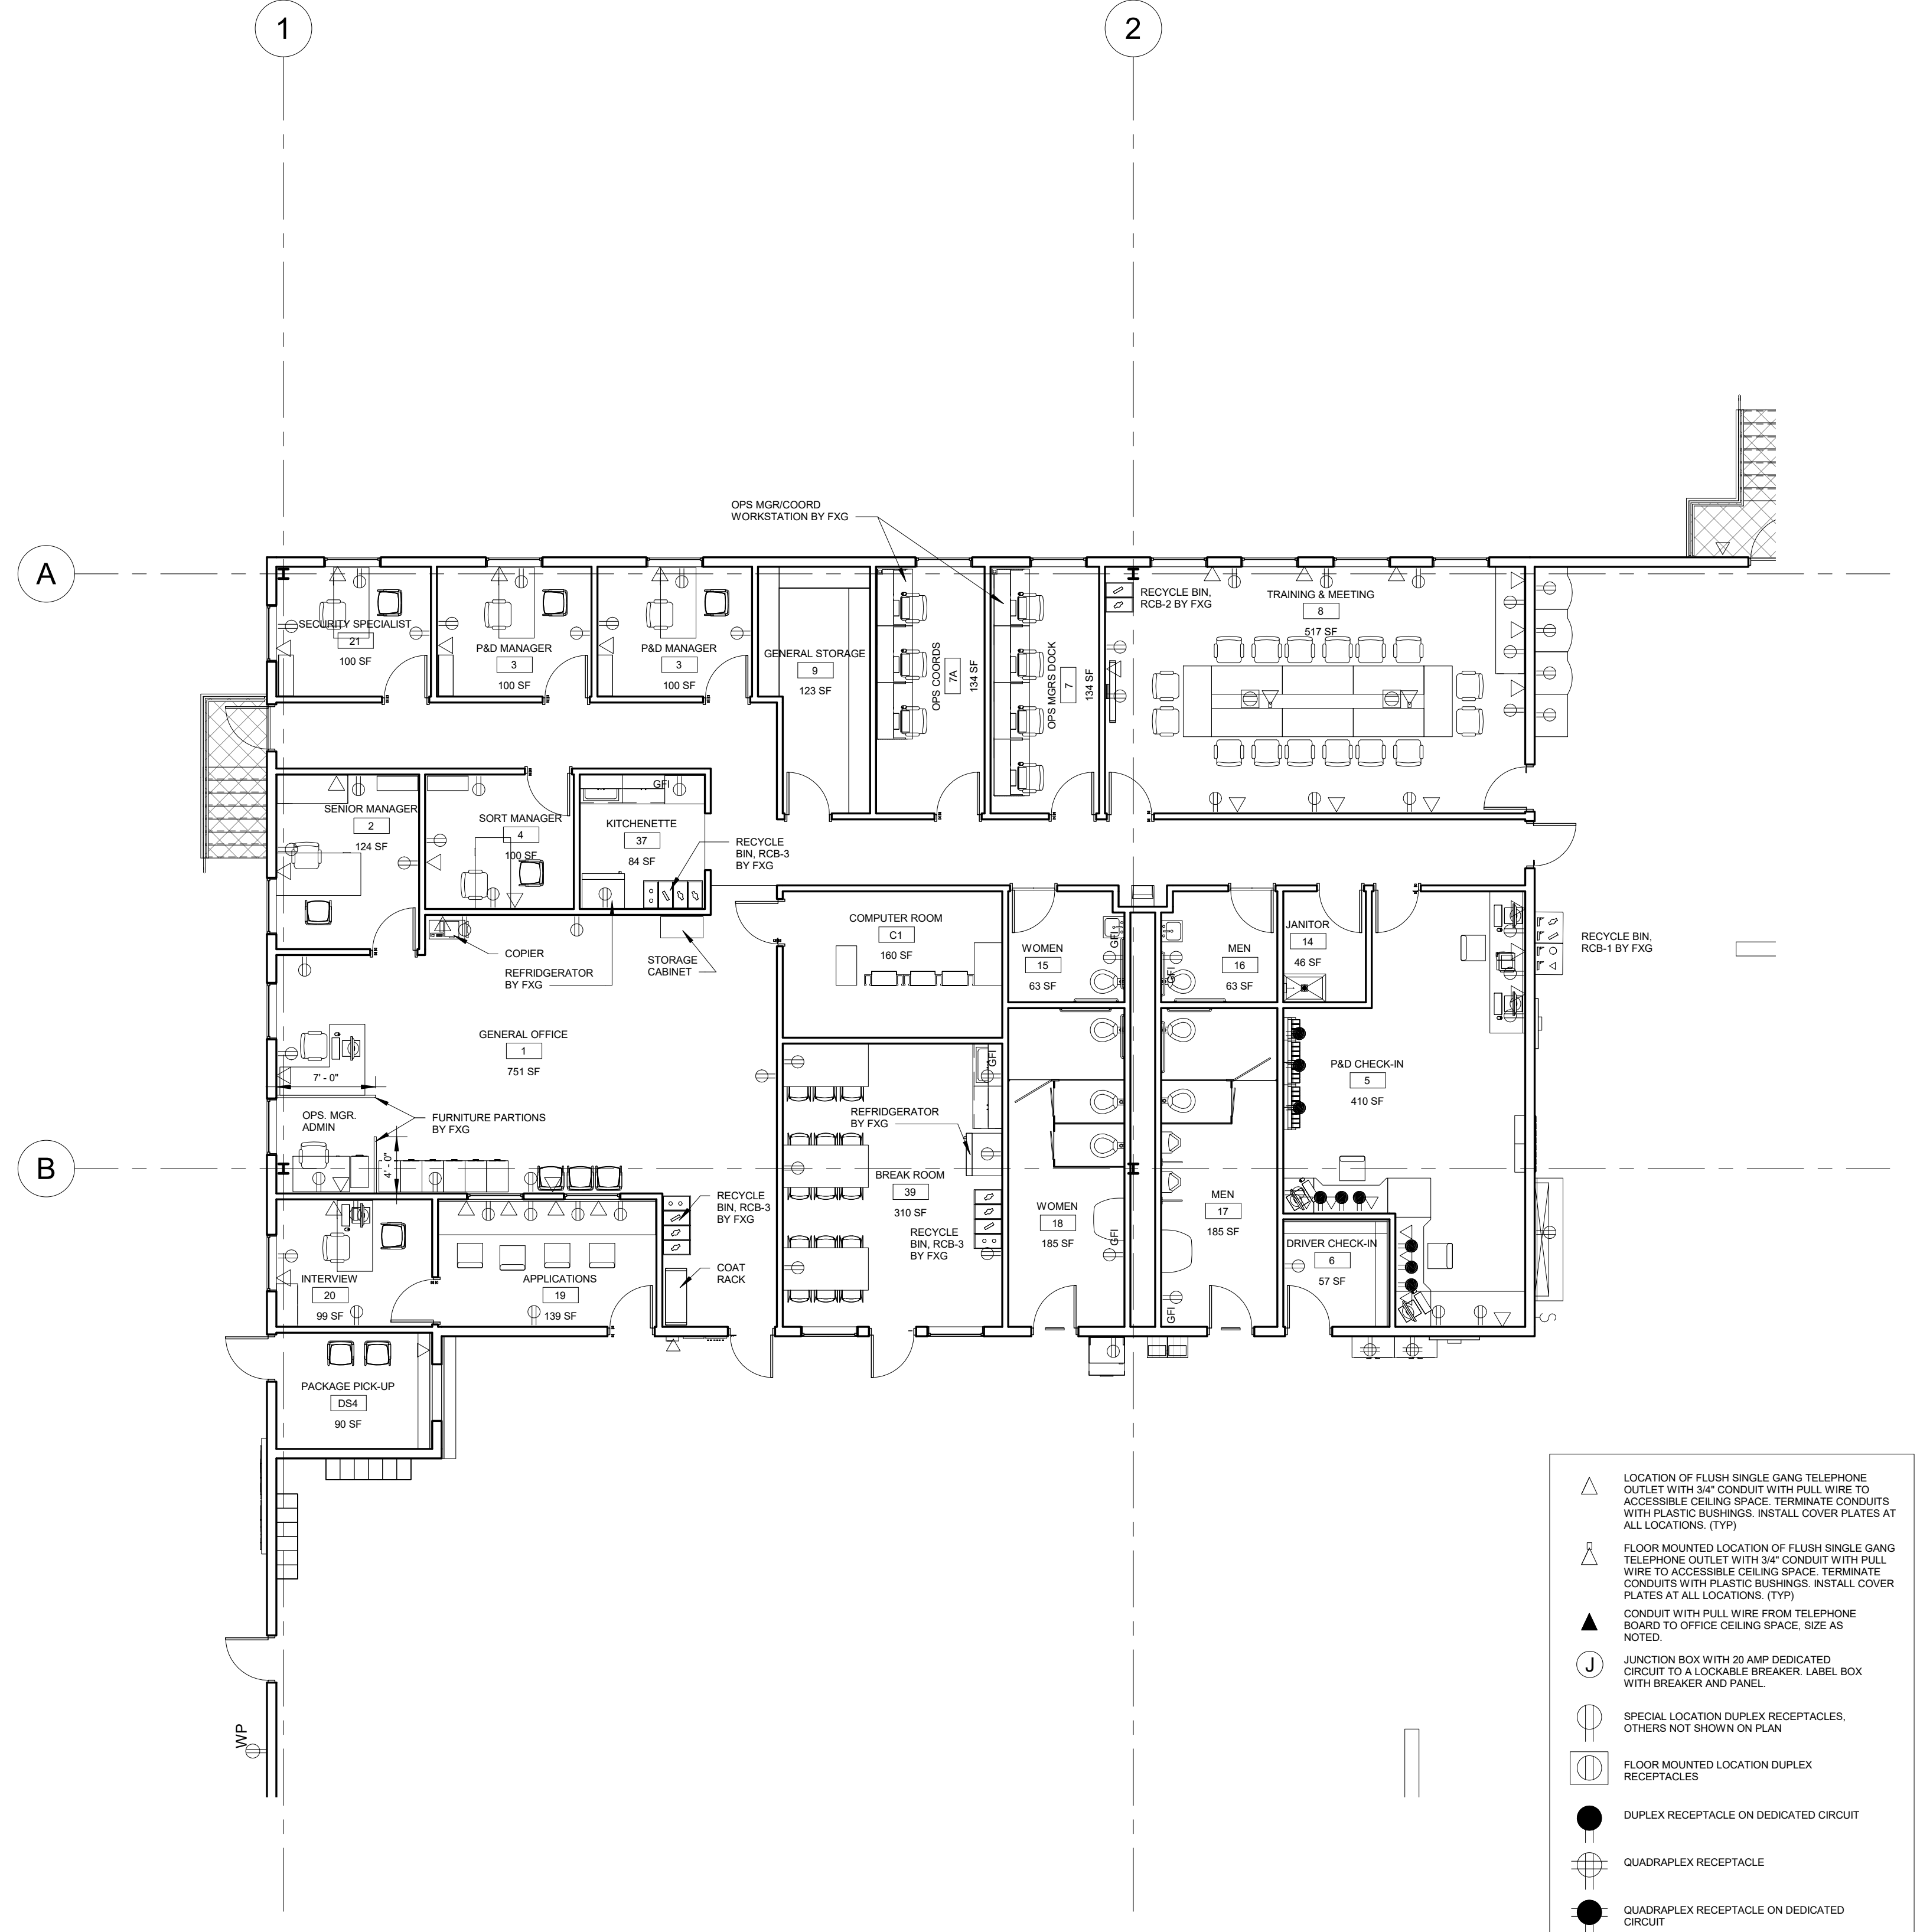 1
2
OPS MGR/COORD
WORKSTATION BY FXG
A
RECYCLE BIN,
RCB-2 BY FXG
TRAINING & MEETING
8
517 SF
SECURITY SPECIALIST
21
100 SF
P&D MANAGER
3
100 SF
P&D MANAGER
3
100 SF
GENERAL STORAGE
9
123 SF
OPS COORDS
7A
134 SF
OPS MGRS DOCK
7
134 SF
SENIOR MANAGER
2
124 SF
SORT MANAGER
4
100 SF
GFI
KITCHENETTE
37
84 SF
RECYCLE
BIN, RCB-3
BY FXG
COPIER
REFRIDGERATOR
BY FXG
STORAGE
CABINET
COMPUTER ROOM
C1
160 SF
WOMEN
15
63 SF
GFI
GFI
MEN
16
63 SF
JANITOR
14
46 SF
RECYCLE BIN,
RCB-1 BY FXG
GENERAL OFFICE
1
751 SF
7' - 0"
OPS. MGR.
ADMIN
FURNITURE PARTIONS
BY FXG
4' - 0"
GFI
REFRIDGERATOR
BY FXG
P&D CHECK-IN
5
410 SF
B
BREAK ROOM
39
310 SF
RECYCLE
BIN, RCB-3
BY FXG
RECYCLE
BIN, RCB-3
BY FXG
COAT
RACK
WOMEN
18
185 SF
GFI
MEN
17
185 SF
GFI
DRIVER CHECK-IN
6
57 SF
INTERVIEW
20
99 SF
APPLICATIONS
19
139 SF
S
PACKAGE PICK-UP
DS4
90 SF
WP
LOCATION OF FLUSH SINGLE GANG TELEPHONE
OUTLET WITH 3/4" CONDUIT WITH PULL WIRE TO
ACCESSIBLE CEILING SPACE. TERMINATE CONDUITS
WITH PLASTIC BUSHINGS. INSTALL COVER PLATES AT
ALL LOCATIONS. (TYP)
FLOOR MOUNTED LOCATION OF FLUSH SINGLE GANG
TELEPHONE OUTLET WITH 3/4" CONDUIT WITH PULL
WIRE TO ACCESSIBLE CEILING SPACE. TERMINATE
CONDUITS WITH PLASTIC BUSHINGS. INSTALL COVER
PLATES AT ALL LOCATIONS. (TYP)
CONDUIT WITH PULL WIRE FROM TELEPHONE
BOARD TO OFFICE CEILING SPACE, SIZE AS
NOTED.
J
JUNCTION BOX WITH 20 AMP DEDICATED
CIRCUIT TO A LOCKABLE BREAKER. LABEL BOX
WITH BREAKER AND PANEL.
SPECIAL LOCATION DUPLEX RECEPTACLES,
OTHERS NOT SHOWN ON PLAN
FLOOR MOUNTED LOCATION DUPLEX
RECEPTACLES
DUPLEX RECEPTACLE ON DEDICATED CIRCUIT
QUADRAPLEX RECEPTACLE
QUADRAPLEX RECEPTACLE ON DEDICATED
CIRCUIT